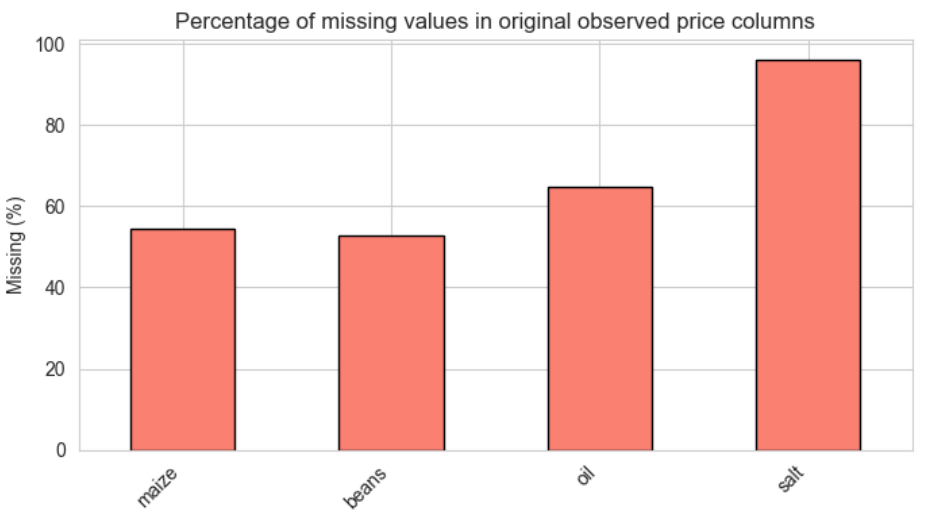 Percentage of missing values in original observed price columns
100
80
60
40
20
0
Missing (%)
maize
beans
oil
salt